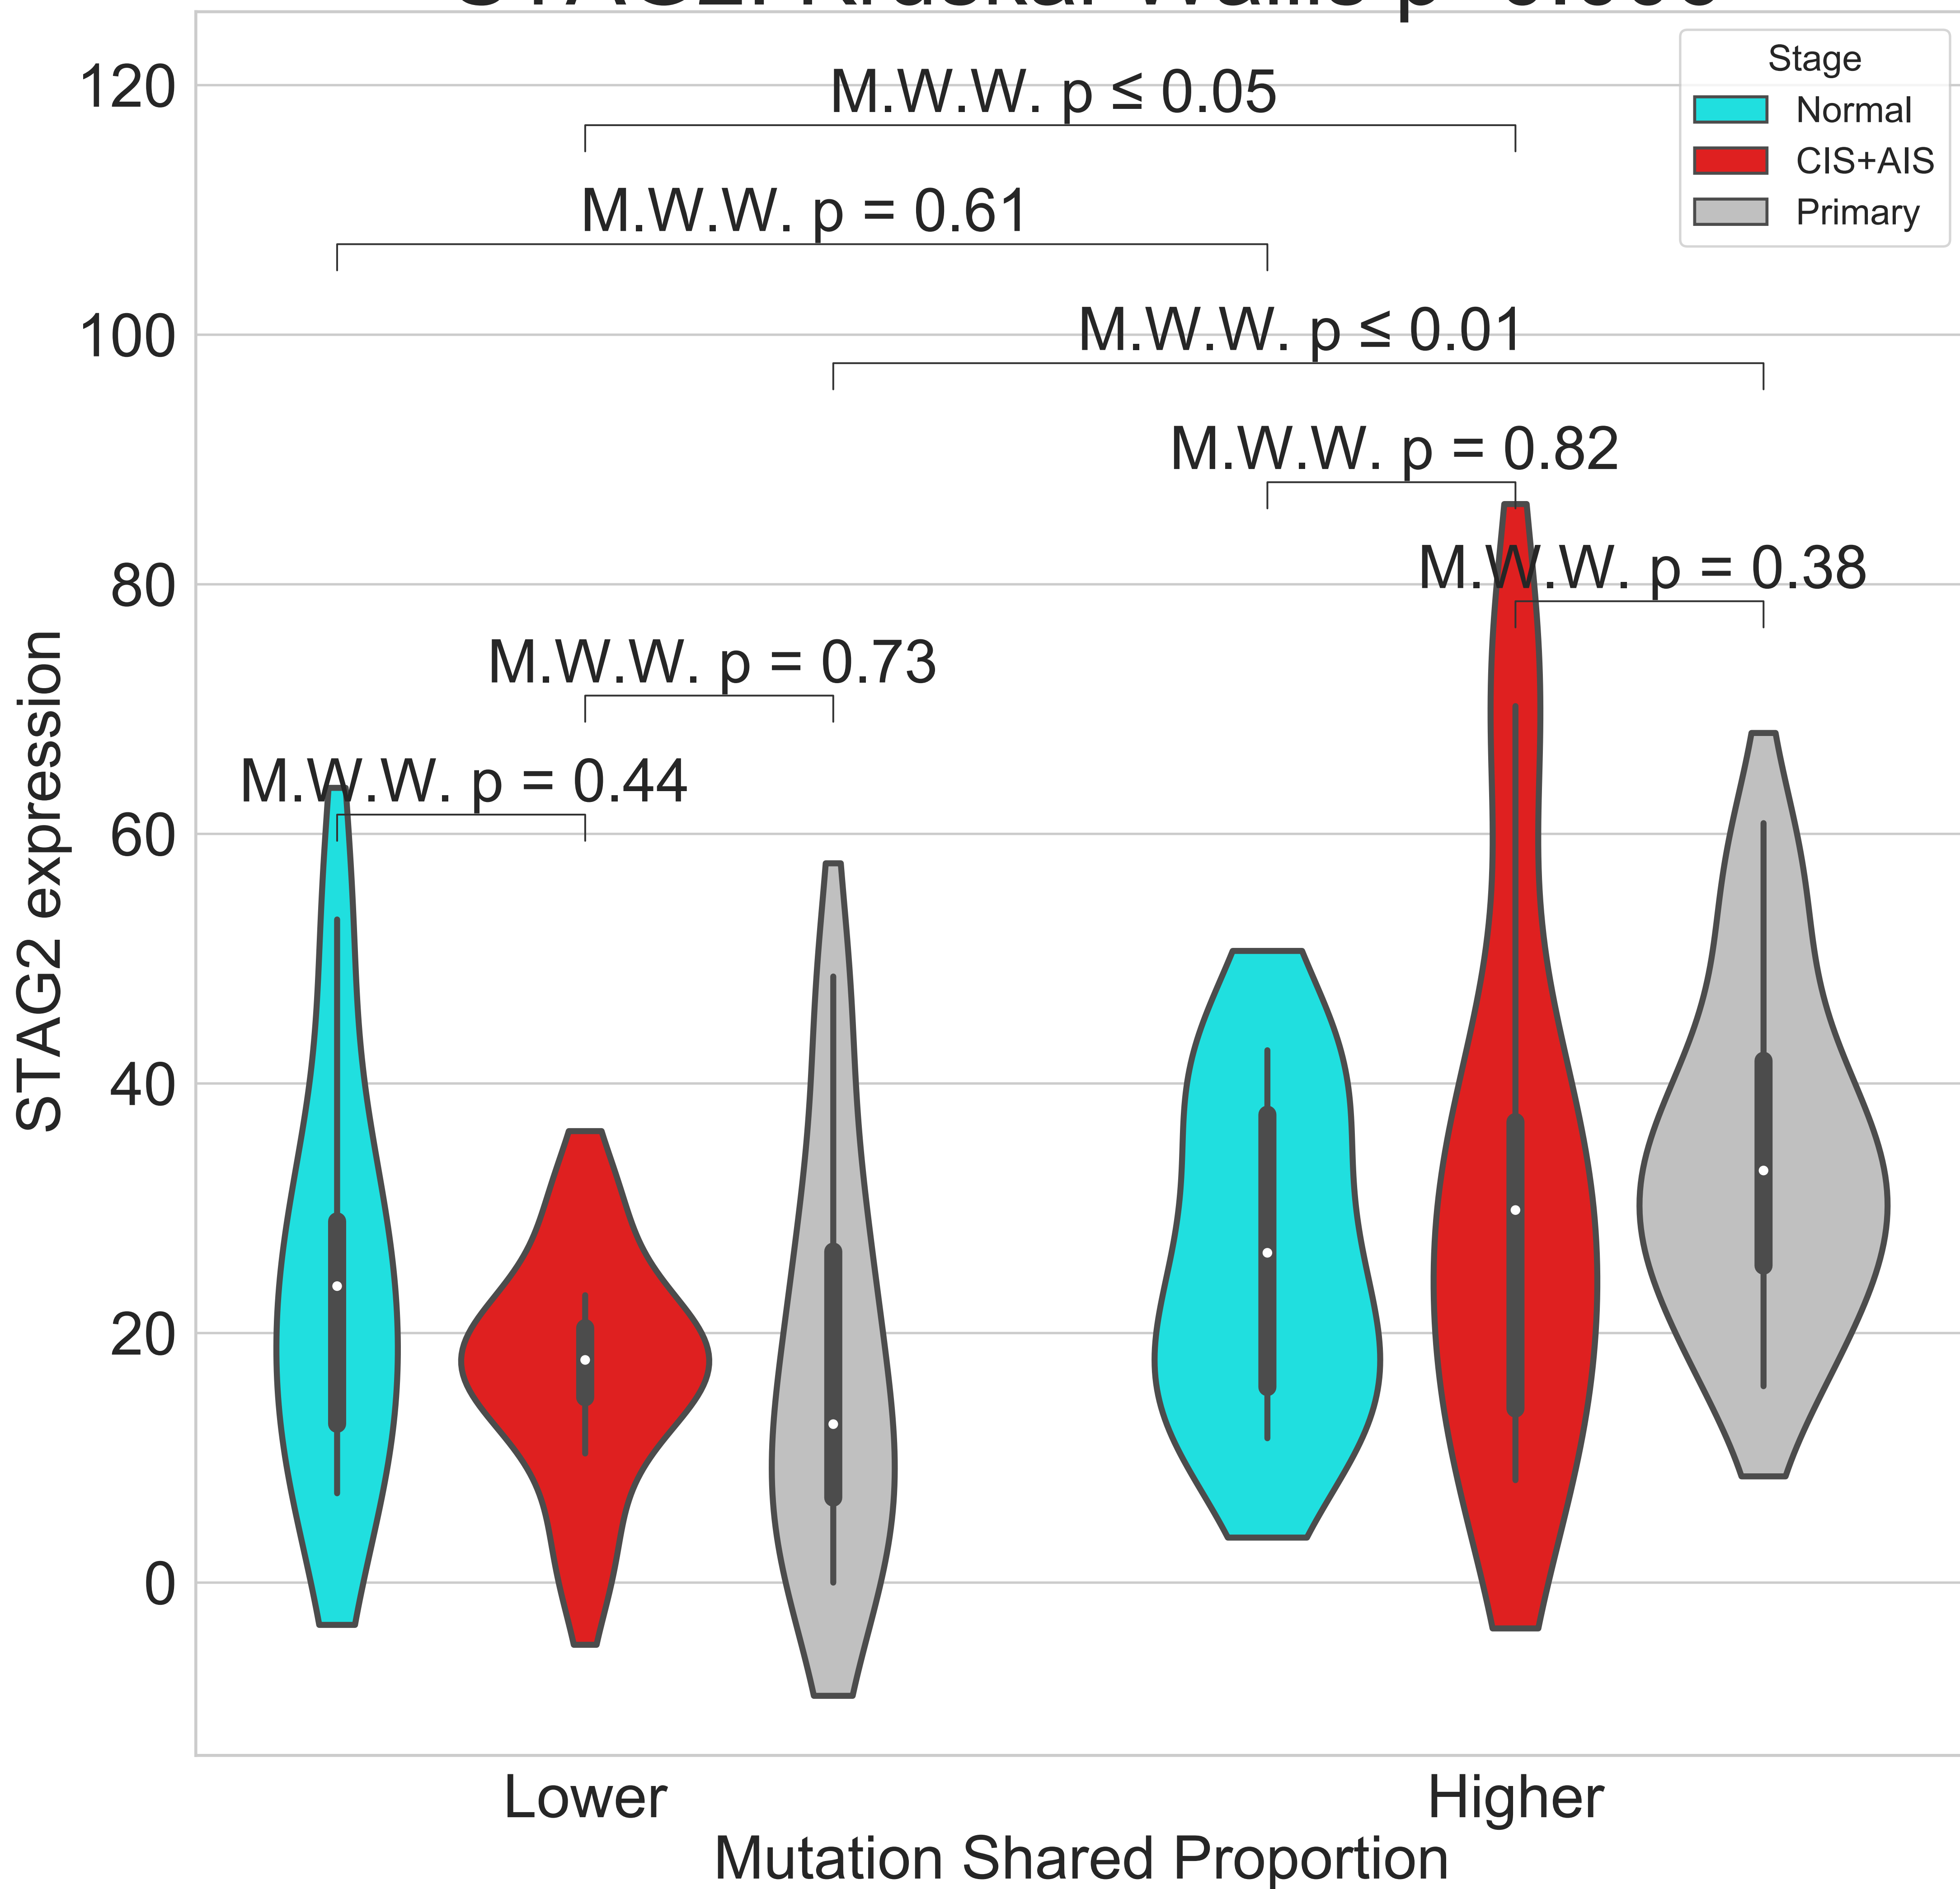 120
M.W.W. p ≤ 0.05
Stage
Normal
CIS+AIS
Primary
M.W.W. p = 0.61
100
M.W.W. p ≤ 0.01
M.W.W. p = 0.82
80
M.W.W. p = 0.38
M.W.W. p = 0.73
M.W.W. p = 0.44
60
STAG2 expression
40
20
0
Lower
Higher
Mutation Shared Proportion